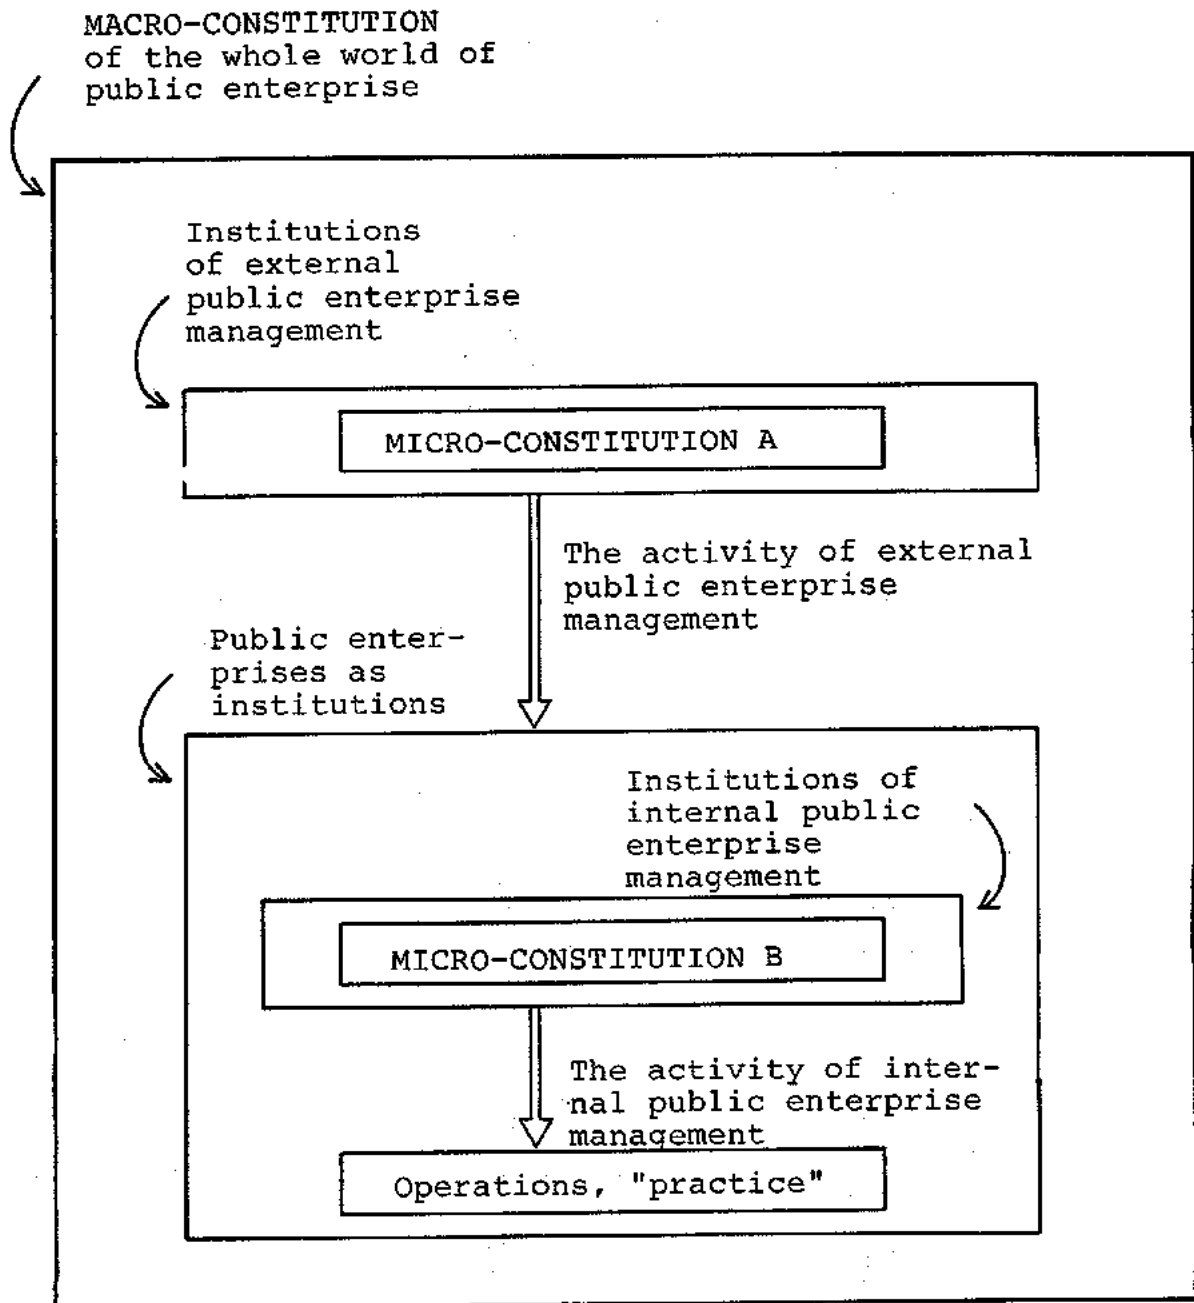 MACRO-CONSTITUTION
of the whole world of
public enterprise
Institutions
of external
public enterprise
management
MICRO-CONSTITUTION A
The activity of external
public enterprise
management
Public enter-
prises as
institutions
Institutions of
internal public
enterprise
management
MICRO-CONSTITUTION B
The activity of inter-
nal public enterprise
management
Operations, "practice"